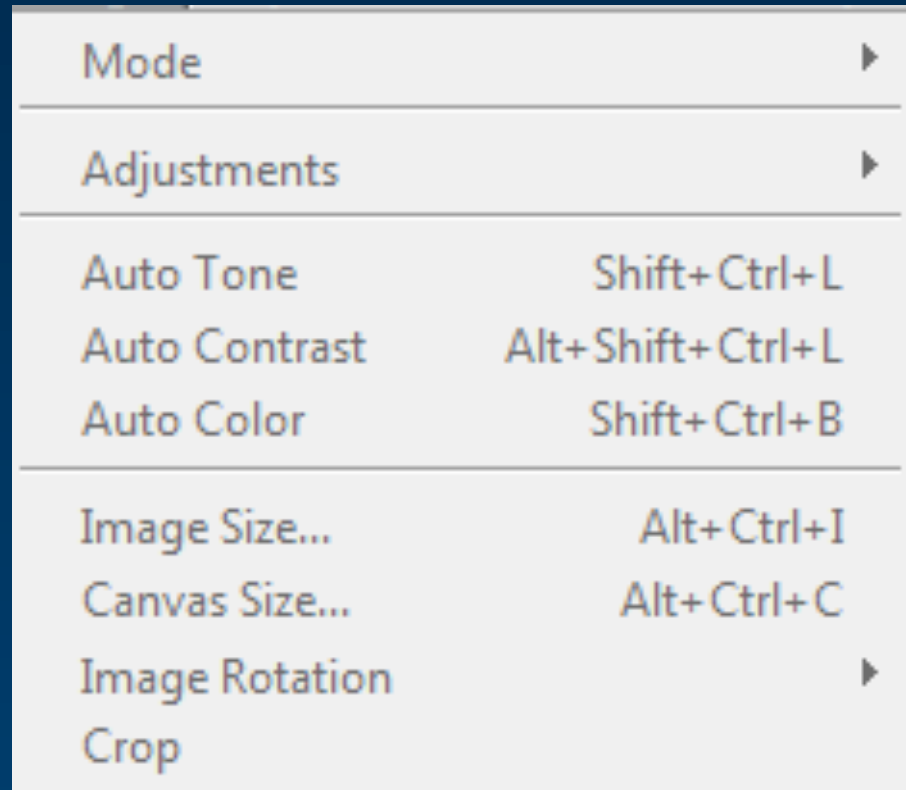 Mode
Adjustments
Auto Tone Shift+Ctrl+L
Auto Contrast Alt+Shift+Ctrl+L
Auto Color Shift+Ctrl+B
Image Size... Alt+Ctrl+I
Canvas Size... Alt+Ctrl+C
Image Rotation
Crop